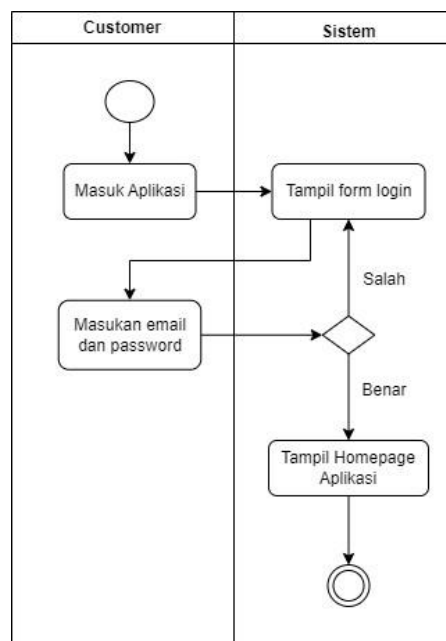 Customer
Sistem
Masuk Aplikasi
Tampil form login
Salah
Masukan email
dan password
Benar
Tampil Homepage
Aplikasi